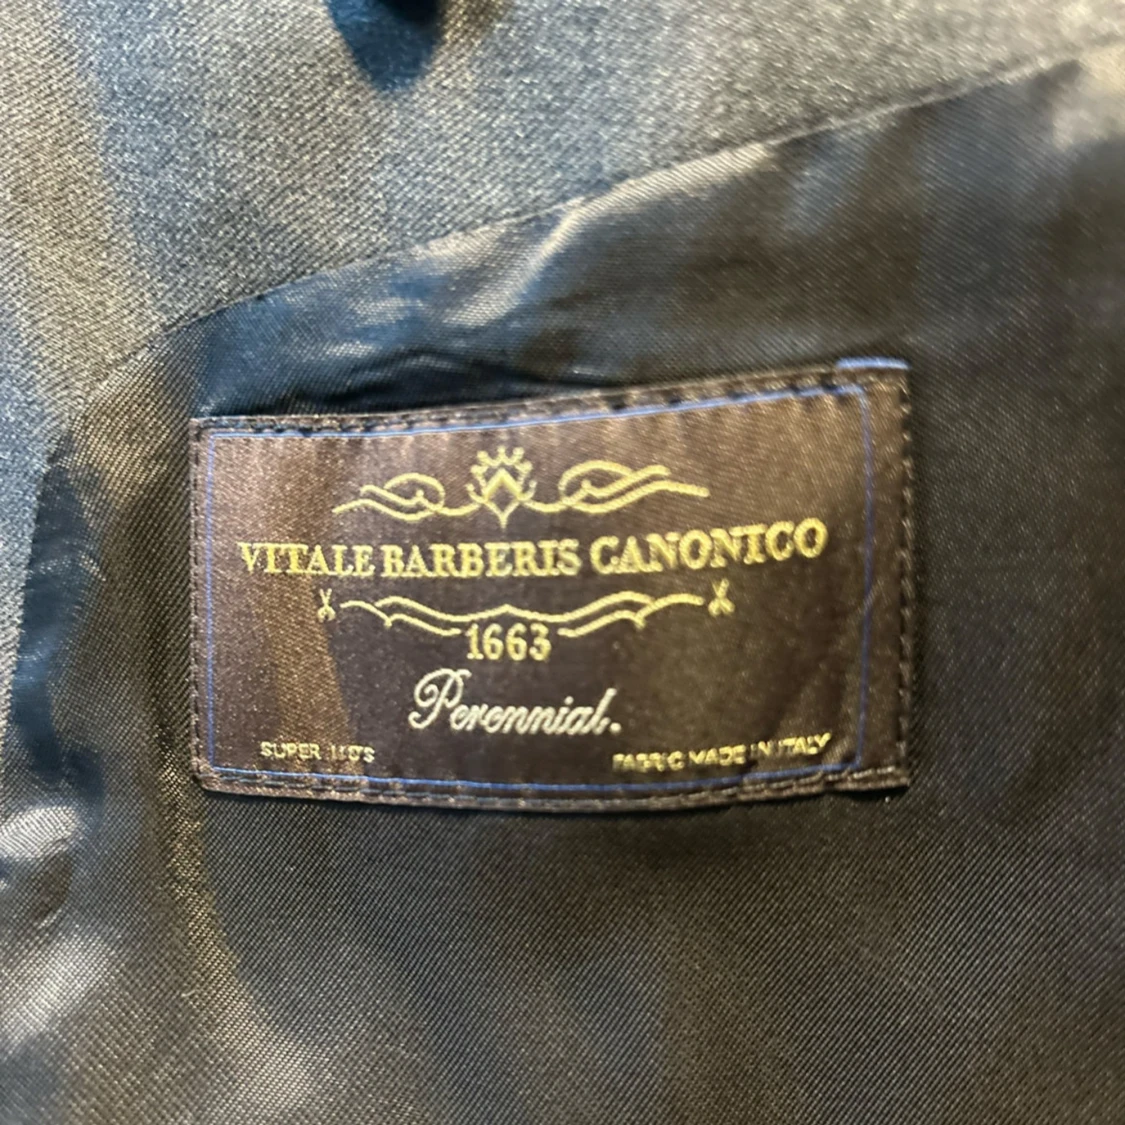 VITALE BARBERIS CANONICO
1663
Perennial.
SUPER 110'S
FABRIC MADE IN ITALY